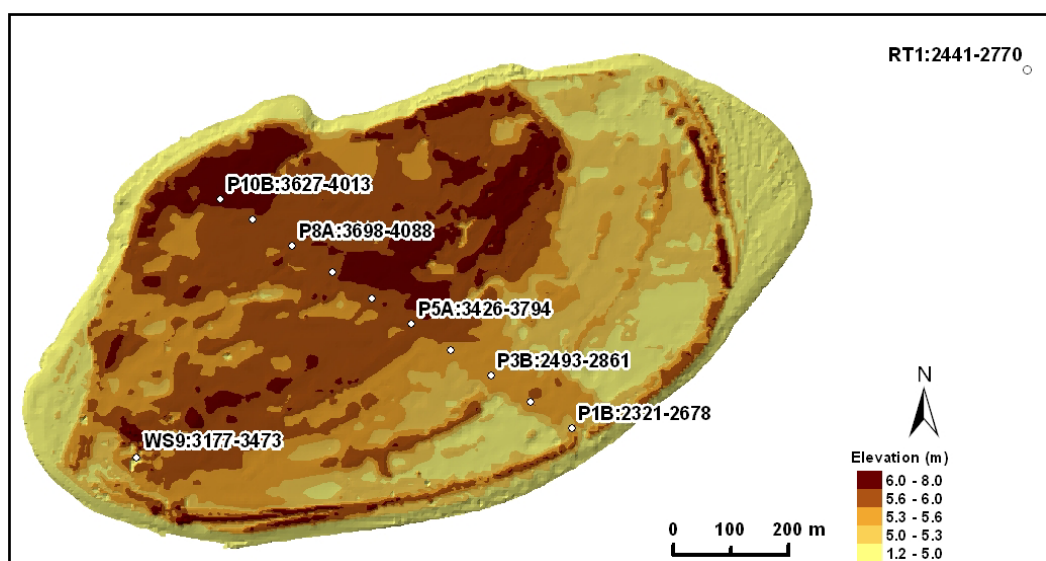 RT1:2441-2770
P10B:3627-4013
P8A:3698-4088
P5A:3426-3794
P3B:2493-2861
P1B:2321-2678
WS9:3177-3473
N
Elevation (m)
6.0 - 8.0
5.6 - 6.0
5.3 - 5.6
5.0 - 5.3
1.2 - 5.0
0 100 200 m